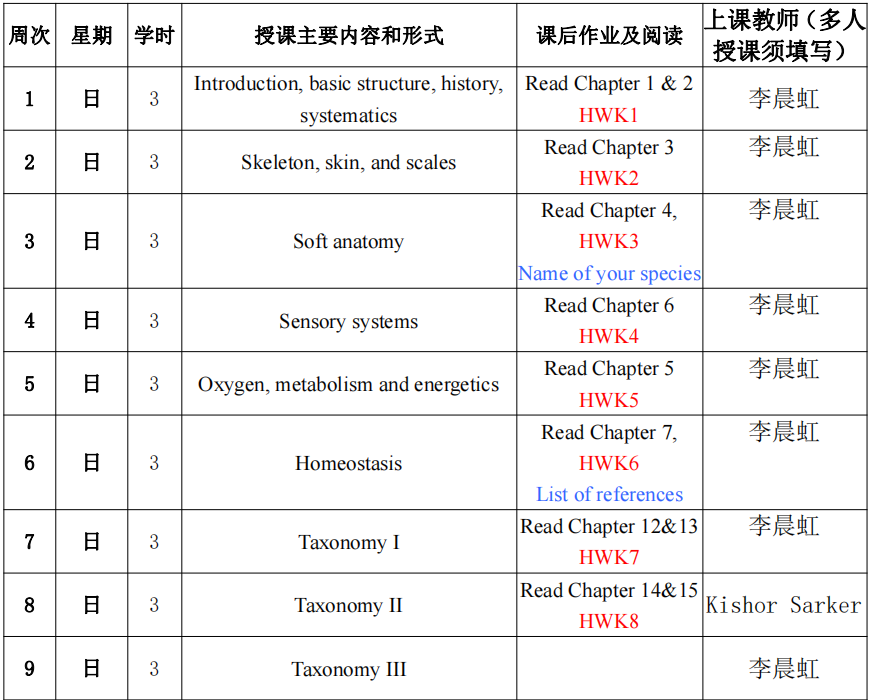 周次 星期 学时 授课主要内容和形式 课后作业及阅读 上课教师（多人
授课须填写）
1 日 3 Introduction, basic structure, history,
systematics
Read Chapter 1 & 2
HWK1
李晨虹
2 日 3 Skeleton, skin, and scales
Read Chapter 3
HWK2
李晨虹
3 日 3 Soft anatomy
Read Chapter 4,
HWK3
Name of your species
李晨虹
4 日 3 Sensory systems
Read Chapter 6
HWK4
李晨虹
5 日 3 Oxygen, metabolism and energetics
Read Chapter 5
HWK5
李晨虹
6 日 3 Homeostasis
Read Chapter 7,
HWK6
List of references
李晨虹
7 日 3 Taxonomy I
Read Chapter 12&13
HWK7
李晨虹
8 日 3 Taxonomy II
Read Chapter 14&15
HWK8
Kishor Sarker
9 日 3 Taxonomy III
李晨虹